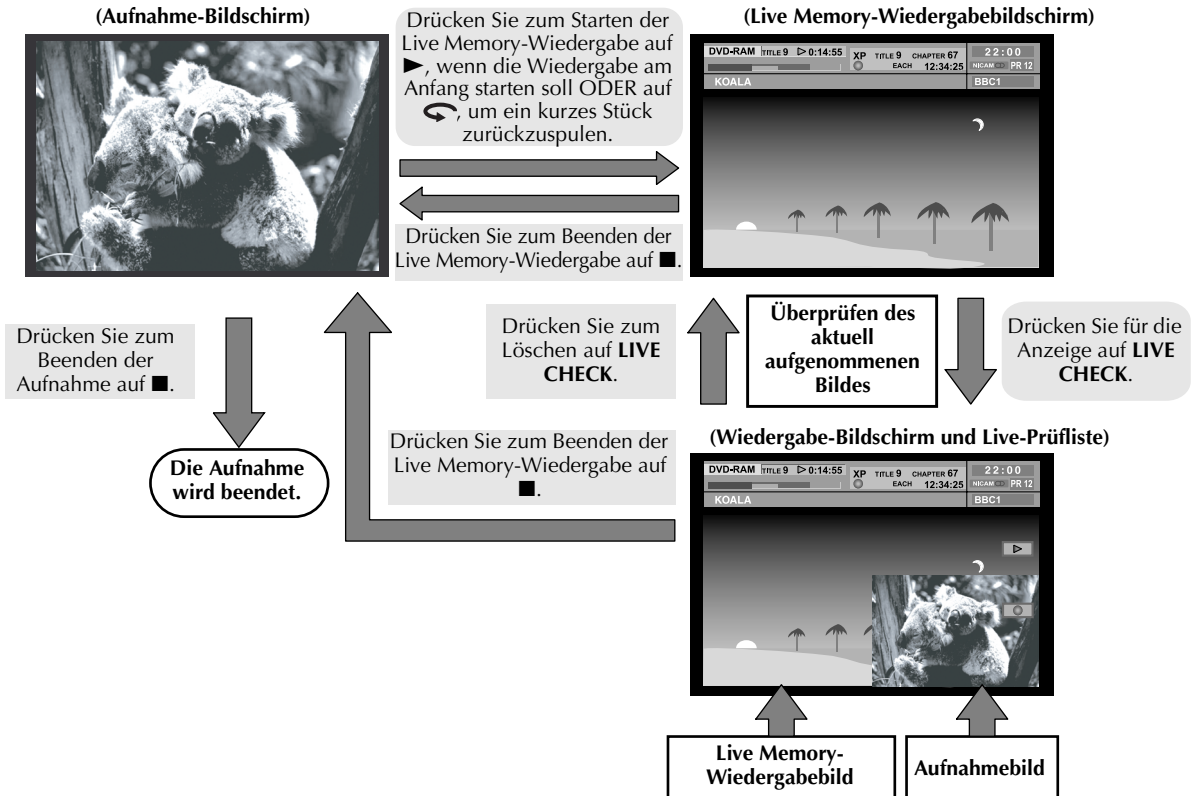 (Aufnahme-Bildschirm)
Drücken Sie zum Starten der
Live Memory-Wiedergabe auf
►, wenn die Wiedergabe am
Anfang starten soll ODER auf
, um ein kurzes Stück
zurückzuspulen.
(Live Memory-Wiedergabebildschirm)
DVD-RAM TITLE 9 ▷ 0:14:55 XP TITLE 9 CHAPTER 67 22:00
EACH 12:34:25 NICAM PR 12
KOALA BBC1
Drücken Sie zum Beenden der
Live Memory-Wiedergabe auf ■.
Drücken Sie zum
Beenden der
Aufnahme auf ■.
Drücken Sie zum
Löschen auf LIVE
CHECK.
Überprüfen des
aktuell
aufgenommenen
Bildes
Drücken Sie für die
Anzeige auf LIVE
CHECK.
Die Aufnahme
wird beendet.
Drücken Sie zum Beenden der
Live Memory-Wiedergabe auf
■.
(Wiedergabe-Bildschirm und Live-Prüfliste)
DVD-RAM TITLE 9 ▷ 0:14:55 XP TITLE 9 CHAPTER 67 22:00
EACH 12:34:25 NICAM PR 12
KOALA BBC1
Live Memory-
Wiedergabebild
Aufnahmebild